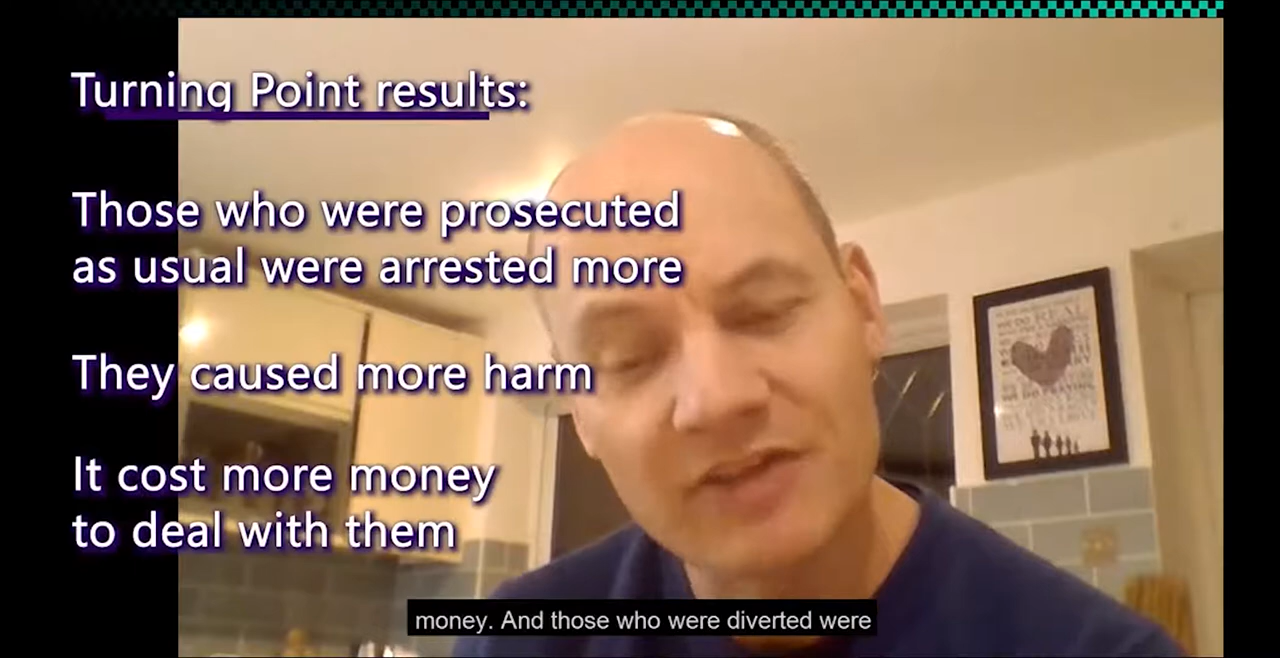 Turning Point results:
Those who were prosecuted
as usual were arrested more
They caused more harm
It cost more money
to deal with them
money. And those who were diverted were